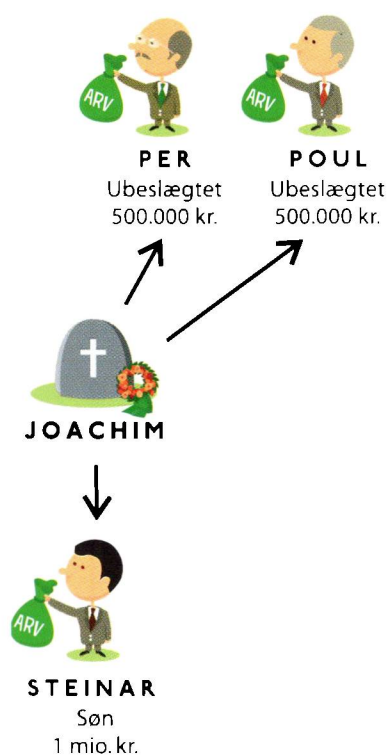 ARV
ARV
PER
Ubeslægtet
500.000 kr.
POUL
Ubeslægtet
500.000 kr.
JOACHIM
ARV
STEINAR
Søn
1 mio. kr.